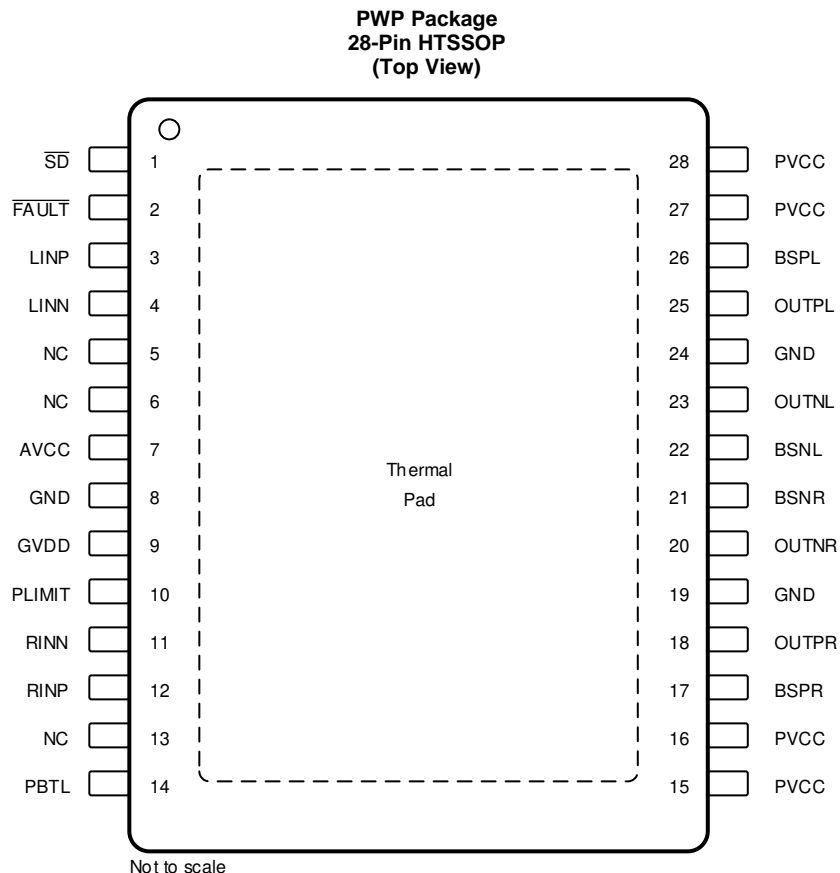 PWP Package
28-Pin HTSSOP
(Top View)
SD 1 28 PVCC
FAULT 2 27 PVCC
LINP 3 26 BSPL
LINN 4 25 OUTPL
NC 5 24 GND
NC 6 23 OUTNL
AVCC 7 22 BSNL
Thermal
GND 8 21 BSNR
Pad
GVDD 9 20 OUTNR
PLIMIT 10 19 GND
RINN 11 18 OUTPR
RINP 12 17 BSPR
NC 13 16 PVCC
PBTL 14 15 PVCC
Not to scale